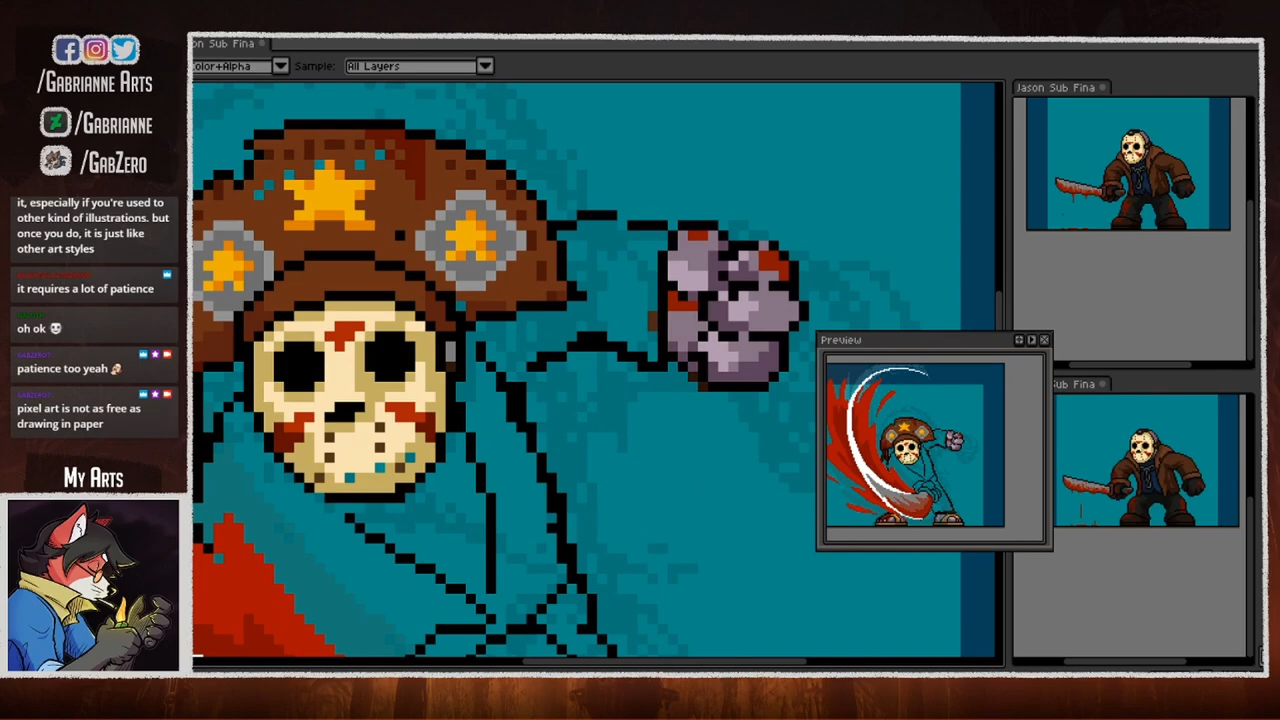 /Gabrianne Arts
/Gabrianne
/GabZero
it, especially if you're used to
other kind of illustrations. but
once you do, it is just like
other art styles
it requires a lot of patience
oh ok
GABZERO7
patience too yeah
GABZERO7
pixel art is not as free as
drawing in paper
My Arts
on Sub Fina
olor+Alpha
Sample:
All Layers
Jason Sub Fina
Preview
Sub Fina